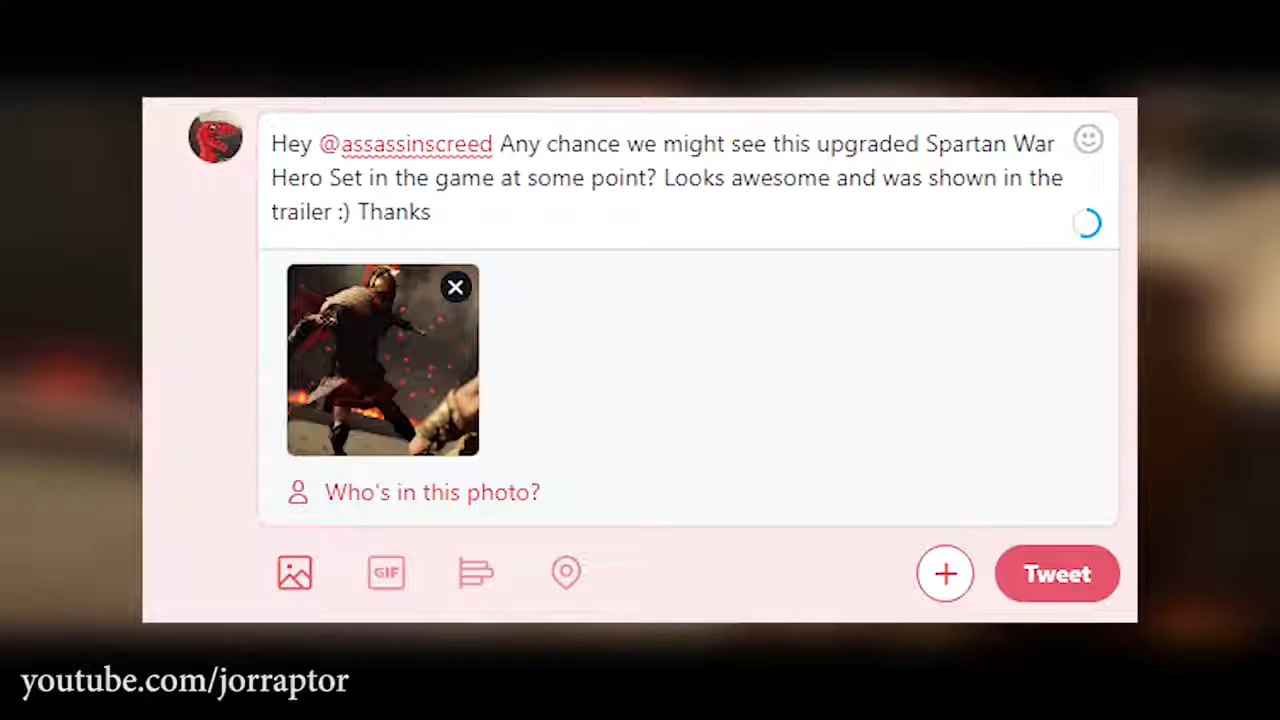 Hey @assassinscreed Any chance we might see this upgraded Spartan War
Hero Set in the game at some point? Looks awesome and was shown in the
trailer :) Thanks
Who's in this photo?
GIF
Tweet
youtube.com/jorraptor